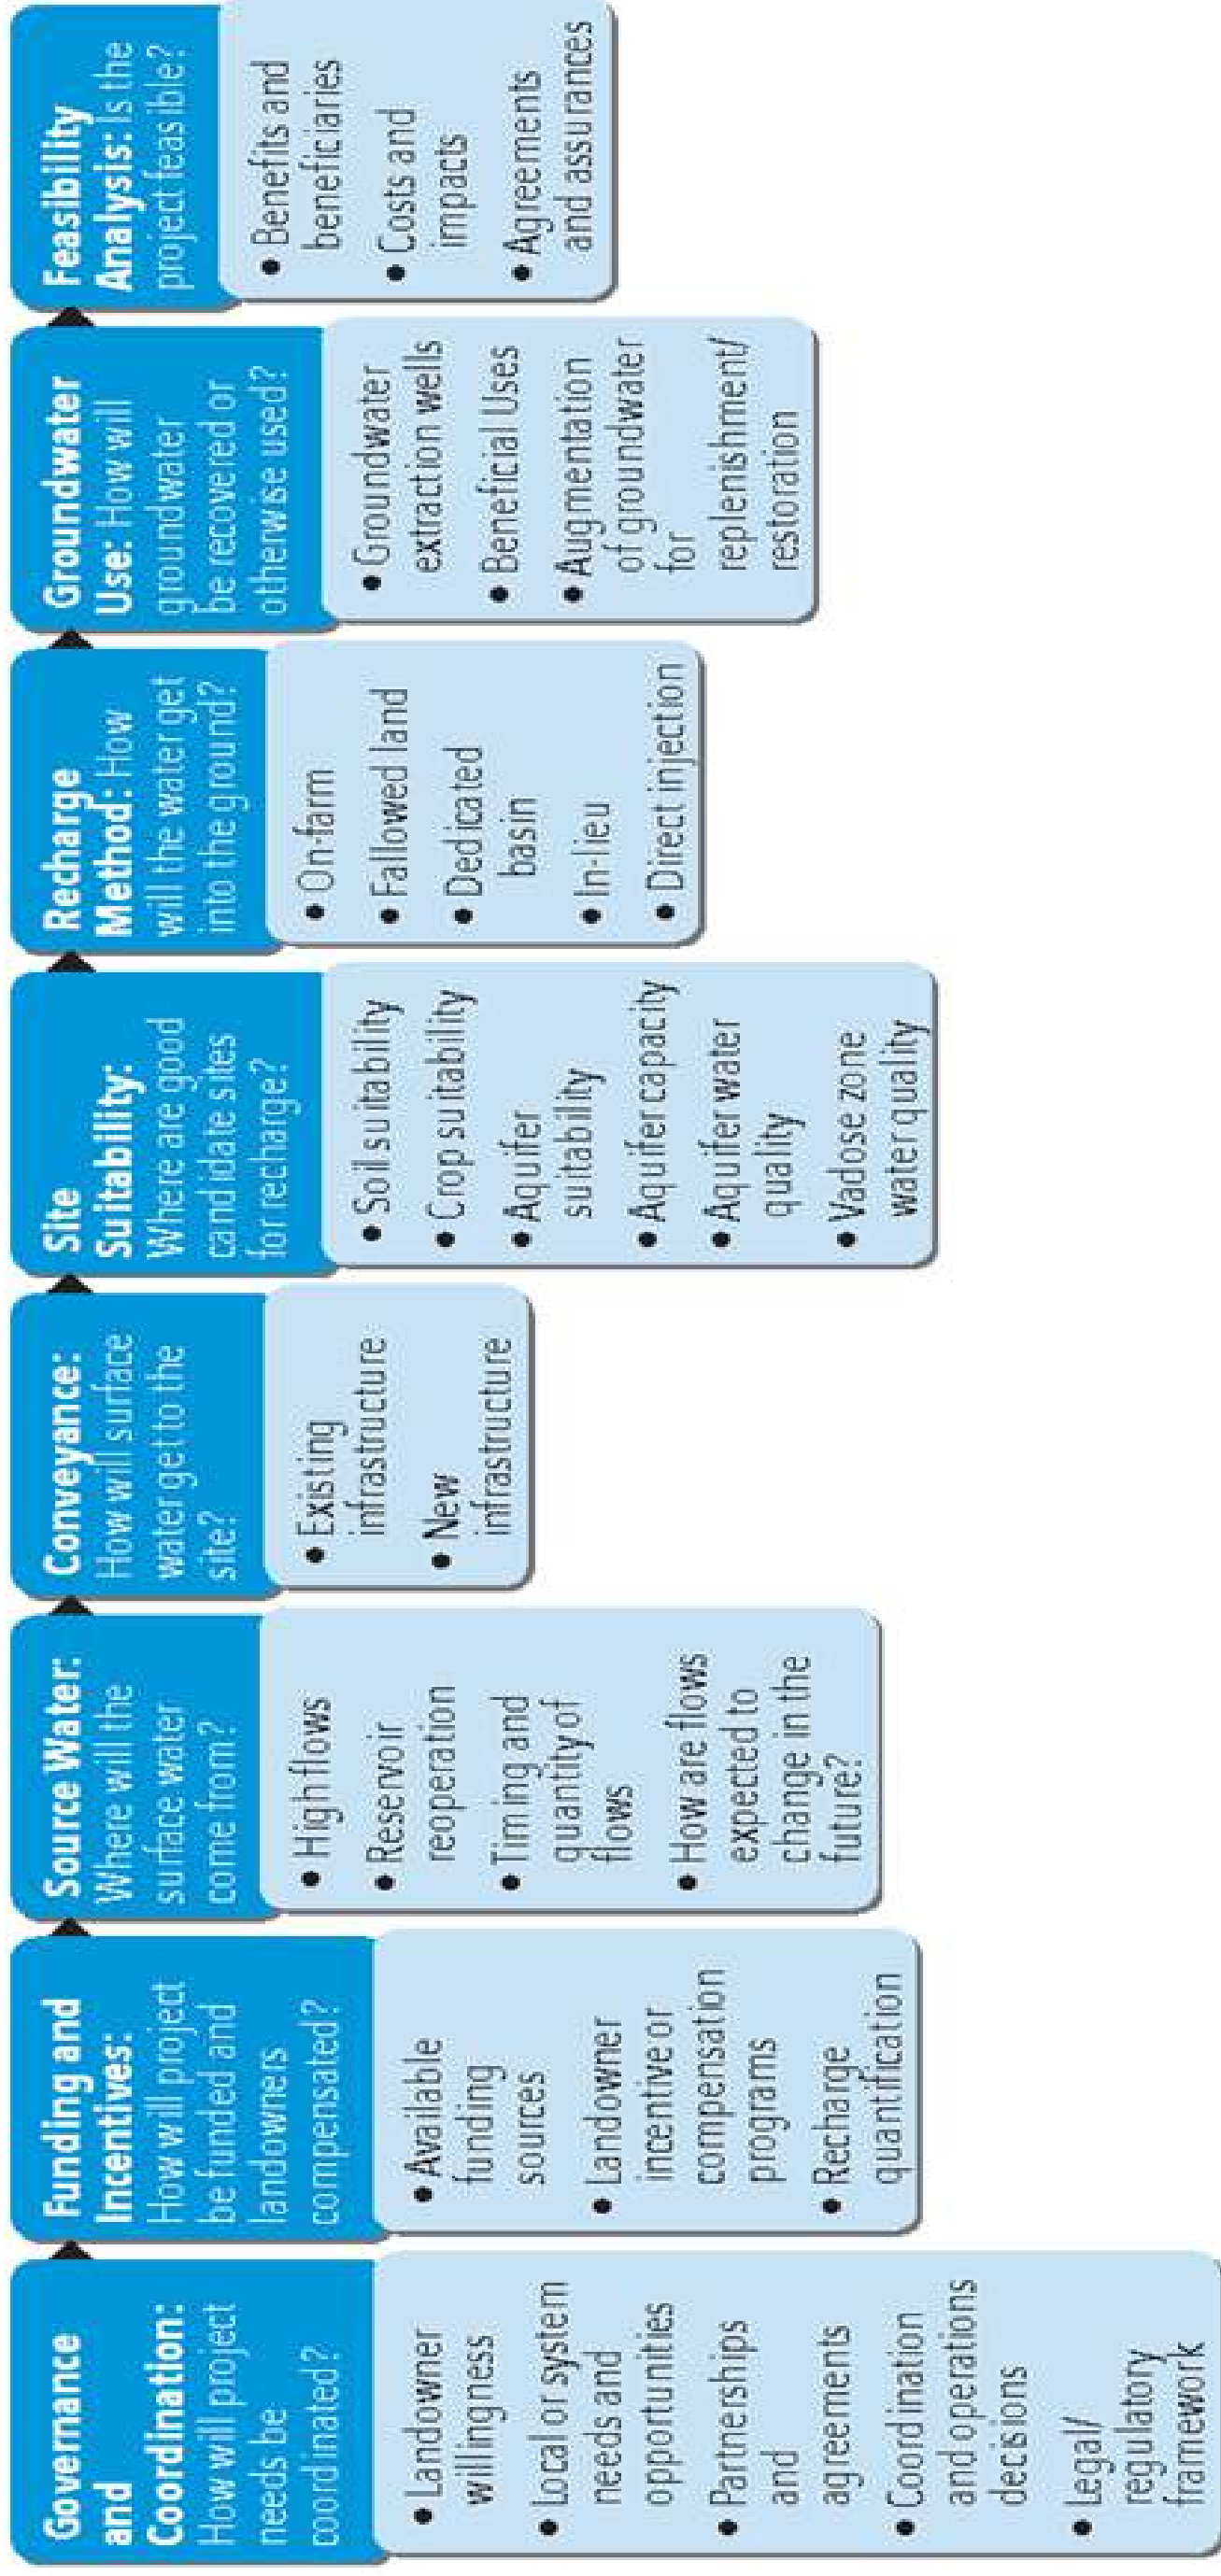 Governance
and
Coordination:
How will project
needs be
coordinated?
• Landowner
willingness
• Local or system
needs and
opportunities
• Partnerships
and
agreements
• Coordination
and operations
decisions
• Legal/
regulatory
framework
Funding and
Incentives:
How will project
be funded and
landowners
compensated?
• Available
funding
sources
• Landowner
incentive or
compensation
programs
• Recharge
quantification
Source Water:
Where will the
surface water
come from?
• High flows
• Reservoir
reoperation
• Timing and
quantity of
flows
• How are flows
expected to
change in the
future?
Conveyance:
How will surface
water get to the
site?
• Existing
infrastructure
• New
infrastructure
Site
Suitability:
Where are good
candidate sites
for recharge?
• Soil suitability
• Crop suitability
• Aquifer
suitability
• Aquifer capacity
• Aquifer water
quality
• Vadose zone
water quality
Recharge
Method: How
will the water get
into the ground?
• On-farm
• Fallowed land
• Dedicated
basin
• In-lieu
• Direct injection
Groundwater
Use: How will
groundwater
be recovered or
otherwise used?
• Groundwater
extraction wells
• Beneficial Uses
• Augmentation
of groundwater
for
replenishment/
restoration
Feasibility
Analysis: Is the
project feasible?
• Benefits and
beneficiaries
• Costs and
impacts
• Agreements
and assurances